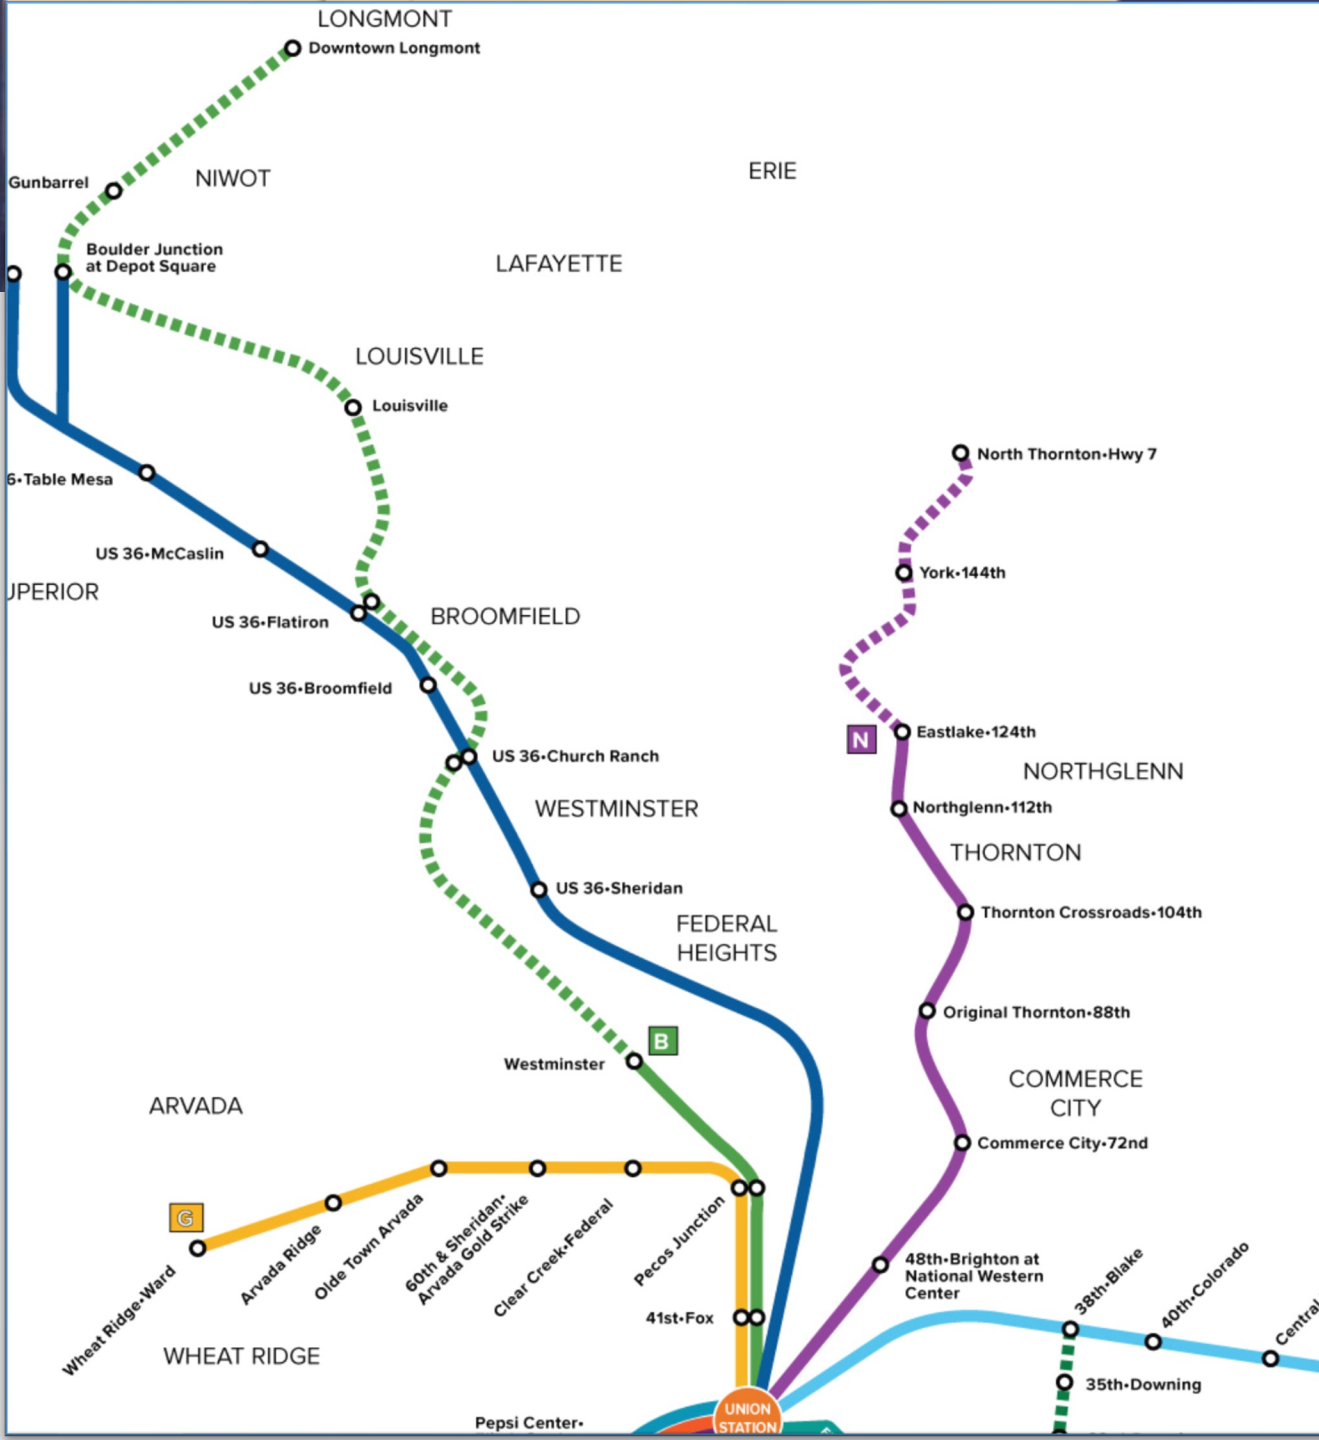 LONGMONT
Downtown Longmont
ERIE
Gunbarrel
NIWOT
Boulder Junction
at Depot Square
LAFAYETTE
LOUISVILLE
Louisville
North Thornton•Hwy 7
6•Table Mesa
US 36•McCaslin
York•144th
UPERIOR
US 36•Flatiron
BROOMFIELD
US 36•Broomfield
N
Eastlake•124th
US 36•Church Ranch
NORTHGLENN
WESTMINSTER
Northglenn•112th
THORNTON
US 36•Sheridan
Thornton Crossroads•104th
FEDERAL
HEIGHTS
Original Thornton•88th
B
Westminster
COMMERCE
CITY
ARVADA
Commerce City•72nd
G
Wheat Ridge•Ward
Arvada Ridge
Olde Town Arvada
60th & Sheridan•
Arvada Gold Strike
Clear Creek•Federal
Pecos Junction
48th•Brighton at
National Western
Center
38th•Blake
40th•Colorado
Central
41st•Fox
WHEAT RIDGE
35th•Downing
UNION
STATION
Pepsi Center•